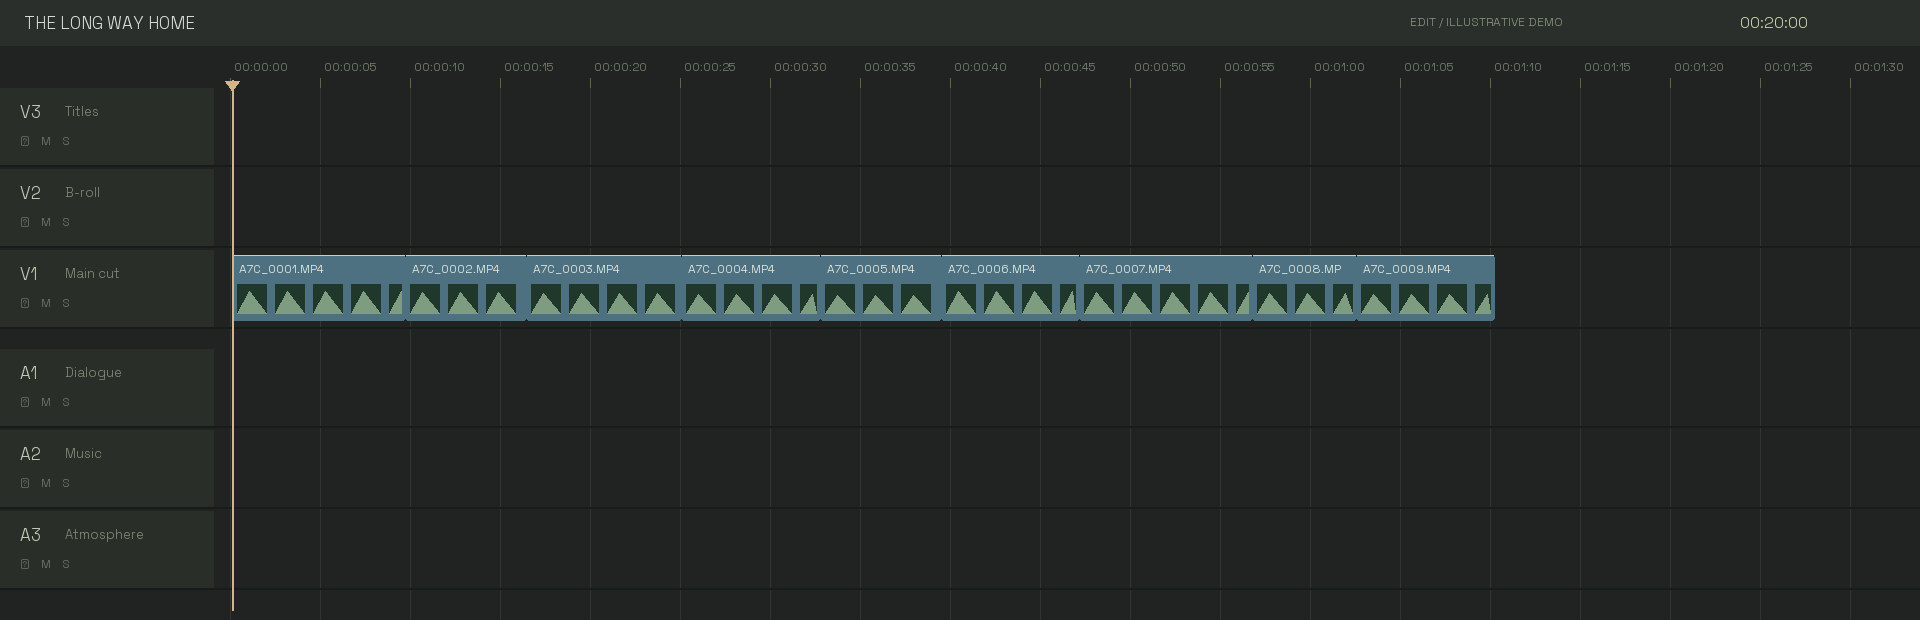 THE LONG WAY HOME EDIT / ILLUSTRATIVE DEMO 00:20:00
00:00:00 00:00:05 00:00:10 00:00:15 00:00:20 00:00:25 00:00:30 00:00:35 00:00:40 00:00:45 00:00:50 00:00:55 00:01:00 00:01:05 00:01:10 00:01:15 00:01:20 00:01:25 00:01:30
V3 Titles
M S
V2 B-roll
M S
V1 Main cut
M S
A7C_0001.MP4 A7C_0002.MP4 A7C_0003.MP4 A7C_0004.MP4 A7C_0005.MP4 A7C_0006.MP4 A7C_0007.MP4 A7C_0008.MP A7C_0009.MP4
A1 Dialogue
M S
A2 Music
M S
A3 Atmosphere
M S